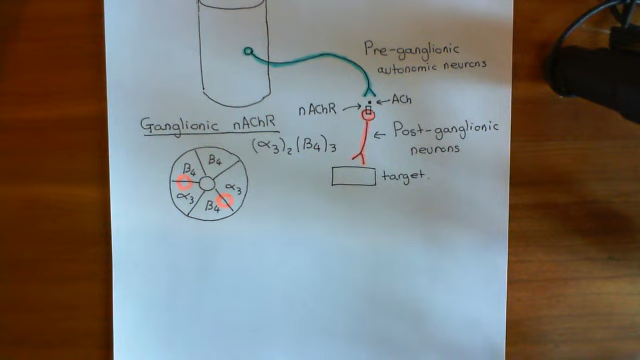 Pre-ganglionic
autonomic neurons
nAChR
ACh
Ganglionic nAChR
(α3)2(β4)3
Post-ganglionic
neurons
target.
β4
β4
α3
α3
β4